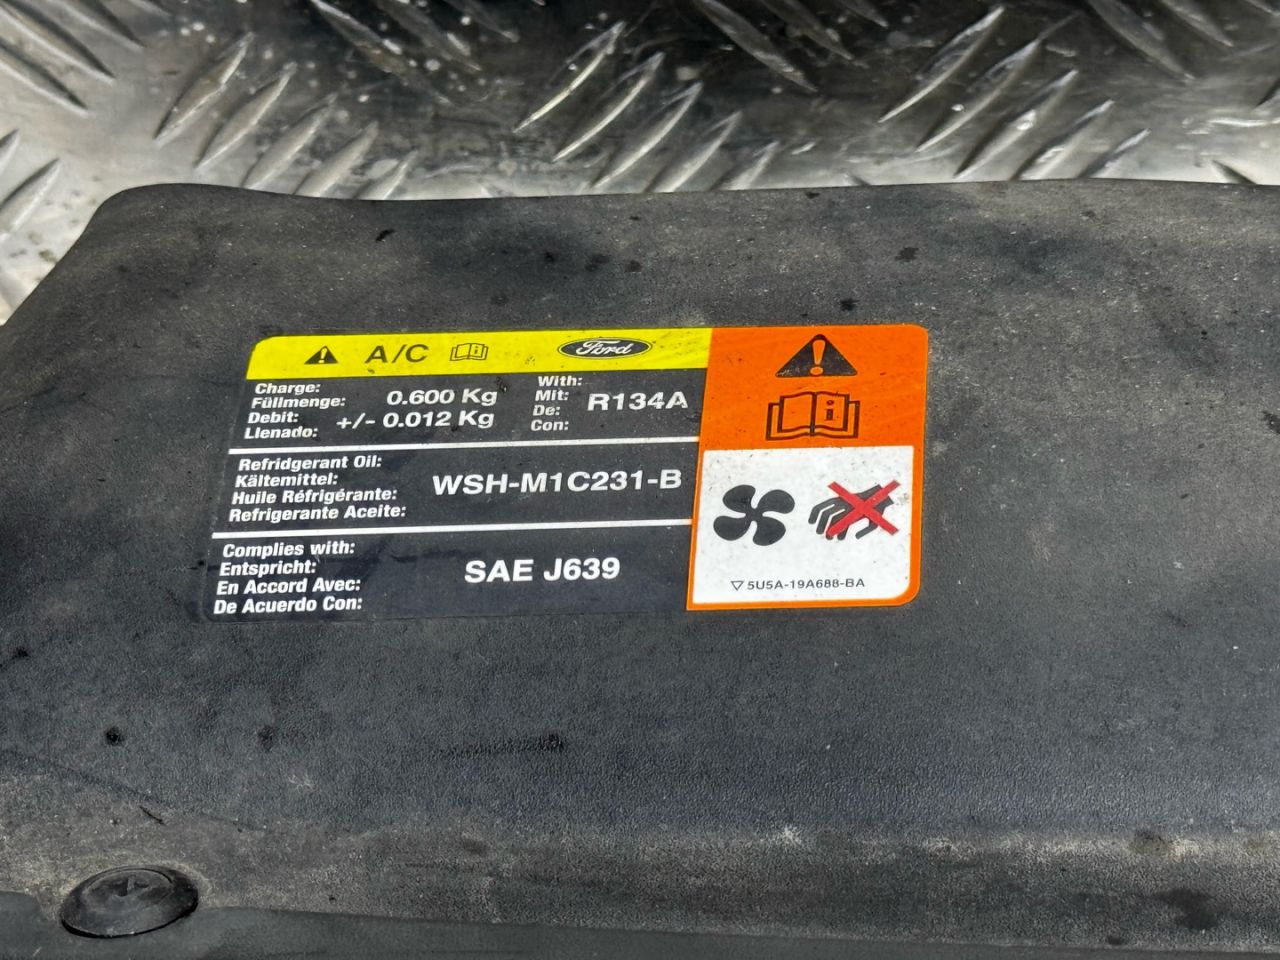 A/C
Ford
Charge:
Füllmenge:
Debit:
Llenado:
0.600 Kg
+/- 0.012 Kg
With:
Mit:
De:
Con:
R134A
Refridgerant Oil:
Kältemittel:
Huile Réfrigérante:
Refrigerante Aceite:
WSH-M1C231-B
Complies with:
Entspricht:
En Accord Avec:
De Acuerdo Con:
SAE J639
5U5A-19A688-BA